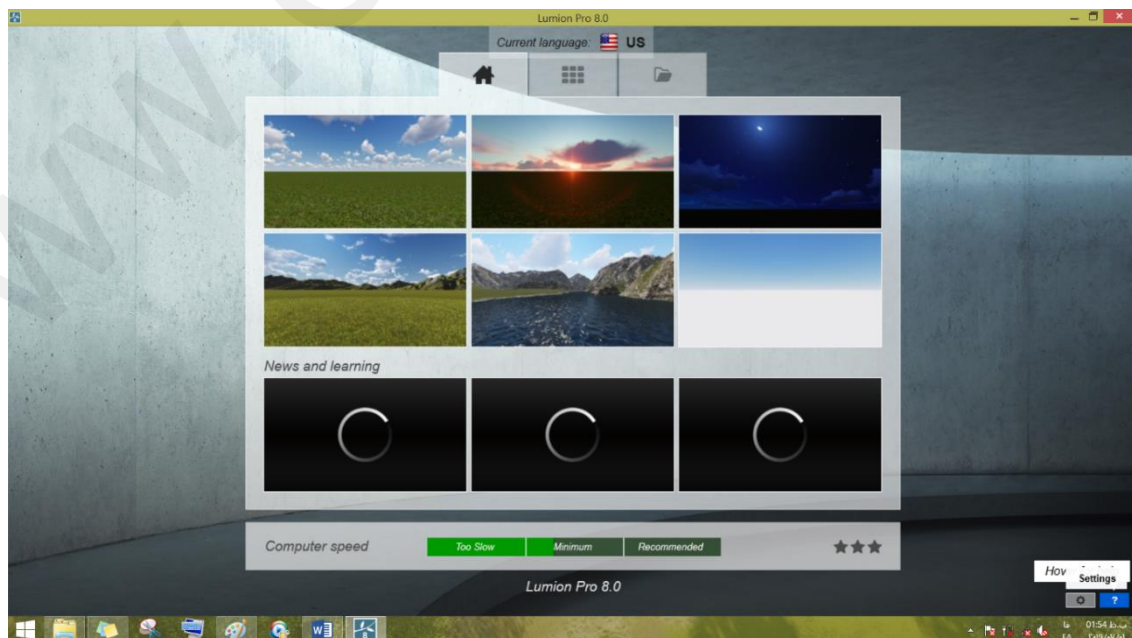 Lumion Pro 8.0
Current language: US
News and learning
Computer speed
Too Slow
Minimum
Recommended
Lumion Pro 8.0
Settings
?
فا
01:54 ب.ظ